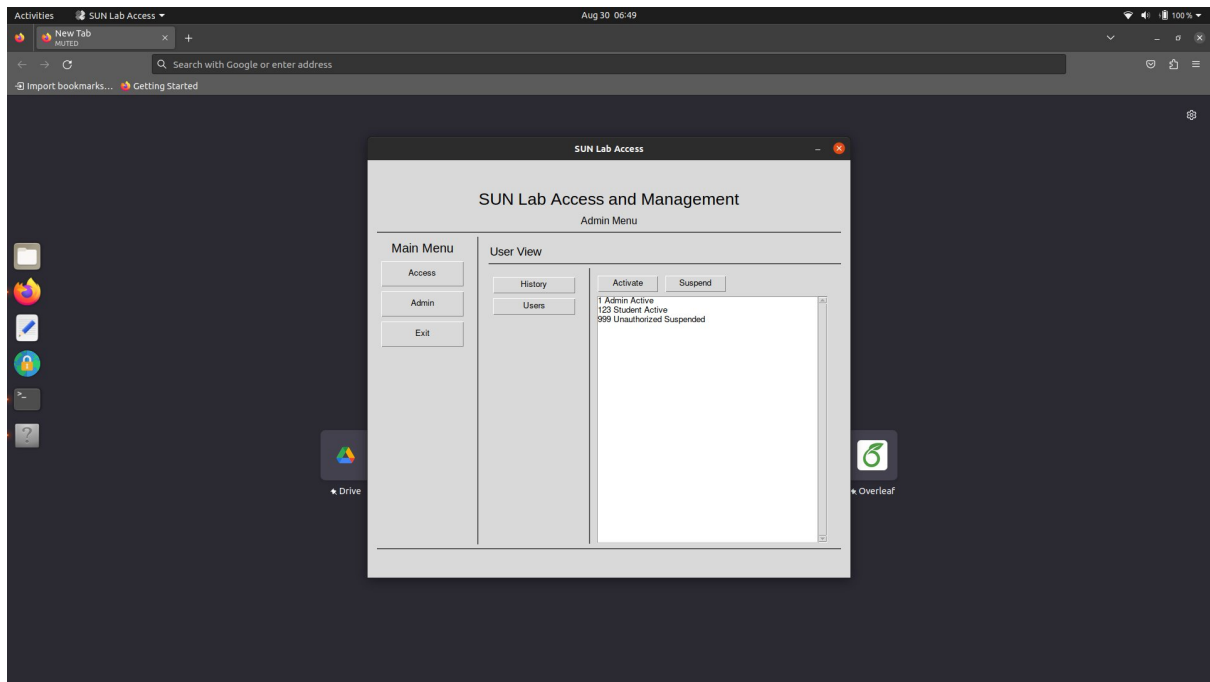 Activities SUN Lab Access Aug 30 06:49 100 %
New Tab
MUTED
Search with Google or enter address
Import bookmarks... Getting Started
SUN Lab Access
SUN Lab Access and Management
Admin Menu
Main Menu
Access
Admin
Exit
User View
History
Users
Activate Suspend
1 Admin Active
123 Student Active
999 Unauthorized Suspended
Drive
Overleaf